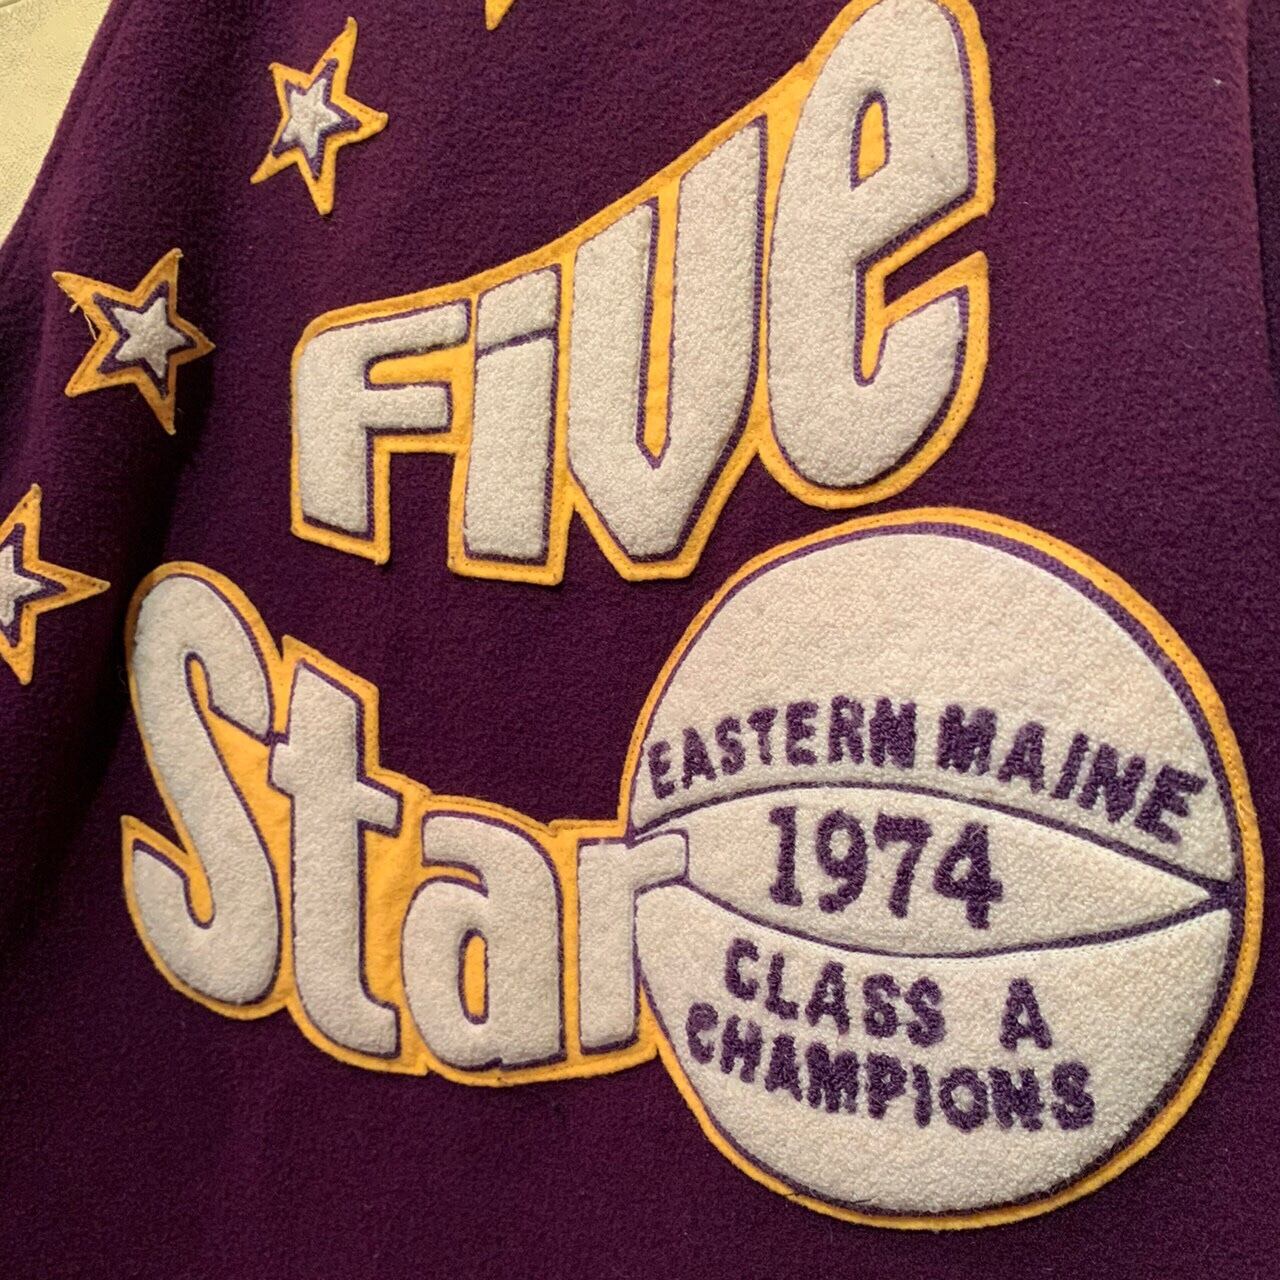 Five
Star
EASTERN MAINE
1974
CLASS A
CHAMPIONS